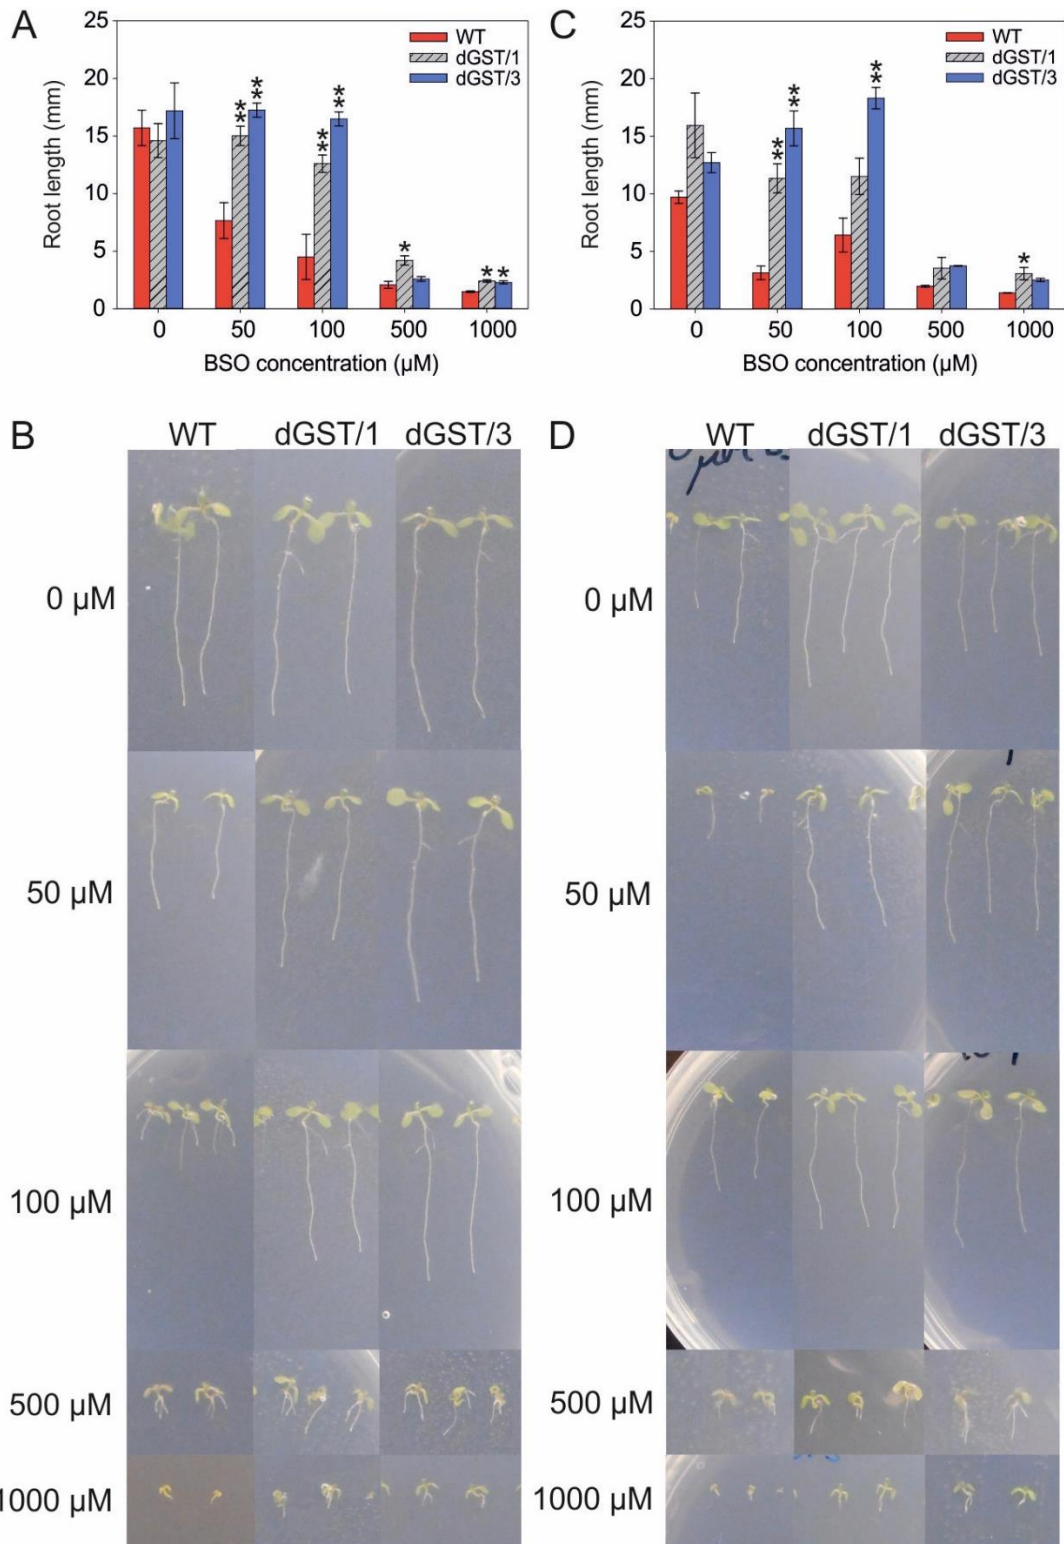 A
25
20
15
10
5
0
Root length (mm)
WT
dGST/1
dGST/3
** ** ** ** * * *
0 50 100 500 1000
BSO concentration (µM)
C
25
20
15
10
5
0
Root length (mm)
WT
dGST/1
dGST/3
** ** ** *
0 50 100 500 1000
BSO concentration (µM)
B
WT dGST/1 dGST/3
0 µM
50 µM
100 µM
500 µM
1000 µM
D
WT dGST/1 dGST/3
0 µM
50 µM
100 µM
500 µM
1000 µM